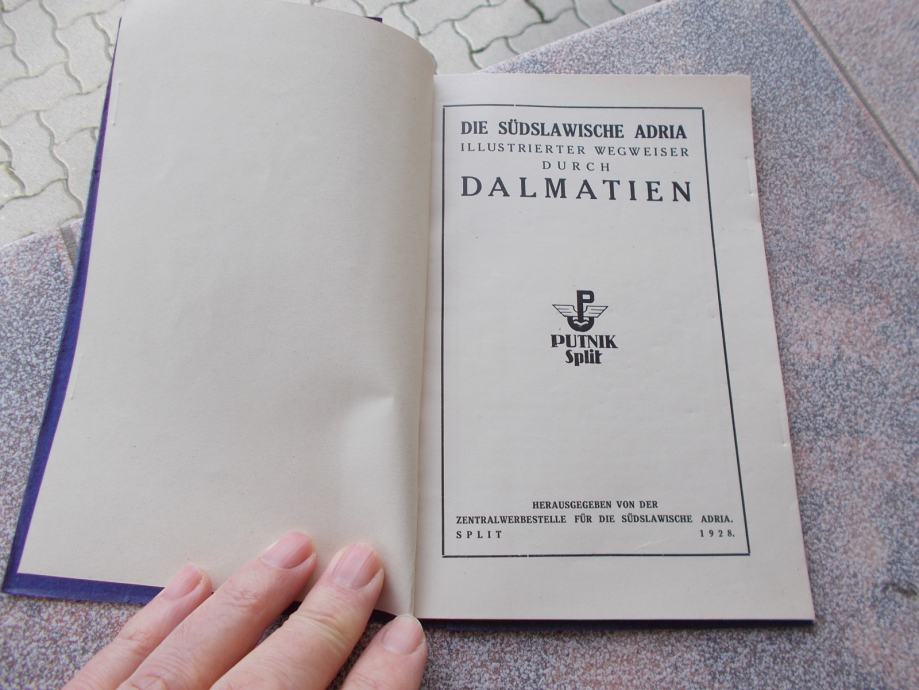 DIE SÜDSLAWISCHE ADRIA
ILLUSTRIERTER WEGWEISER
DURCH
DALMATIEN
P
PUTNIK
Split
HERAUSGEGEBEN VON DER
ZENTRALWERBESTELLE FÜR DIE SÜDSLAWISCHE ADRIA.
SPLIT 1928.